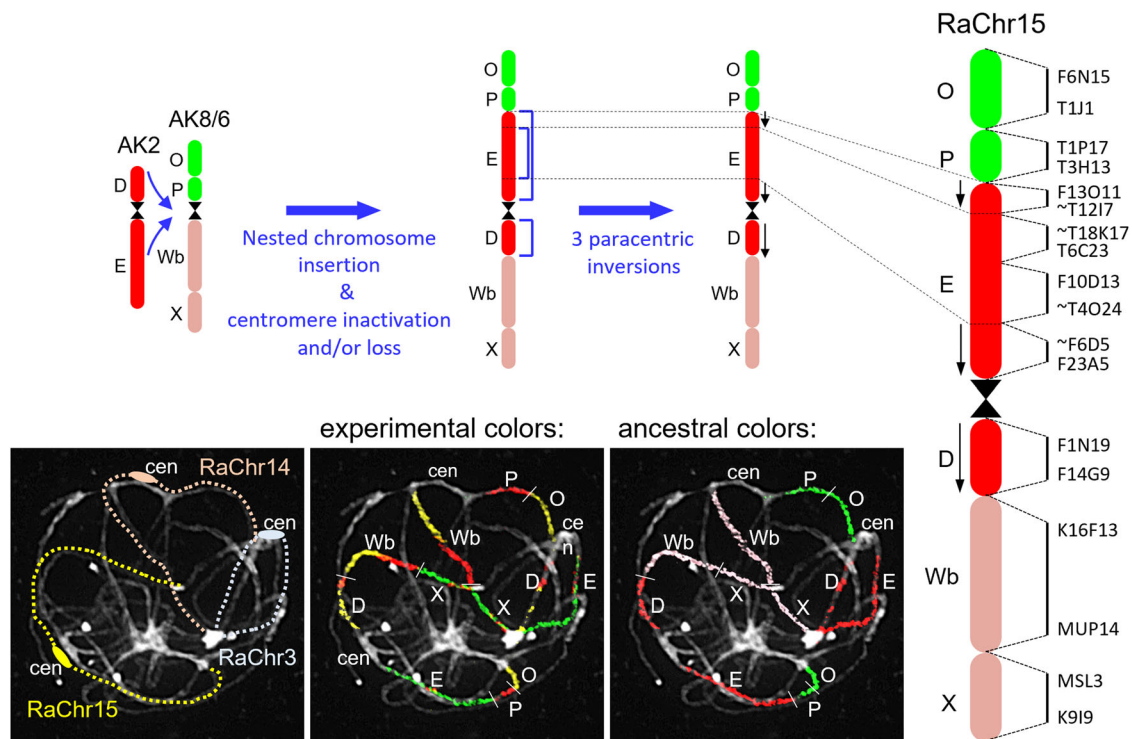 RaChr15
O
P
E
D
Wb
X
F6N15
T1J1
T1P17
T3H13
F13O11
~T12I7
~T18K17
T6C23
F10D13
~T4O24
~F6D5
F23A5
F1N19
F14G9
K16F13
MUP14
MSL3
K9I9
AK2
D
E
AK8/6
O
P
Wb
X
Nested chromosome
insertion
&
centromere inactivation
and/or loss
O
P
E
D
Wb
X
3 paracentric
inversions
O
P
E
D
Wb
X
cen
RaChr14
cen
RaChr3
cen
RaChr15
experimental colors:
cen
P
O
ce
n
Wb
Wb
D
E
X
X
D
cen
E
O
P
ancestral colors:
cen
P
O
cen
Wb
Wb
D
E
X
X
D
cen
E
O
P